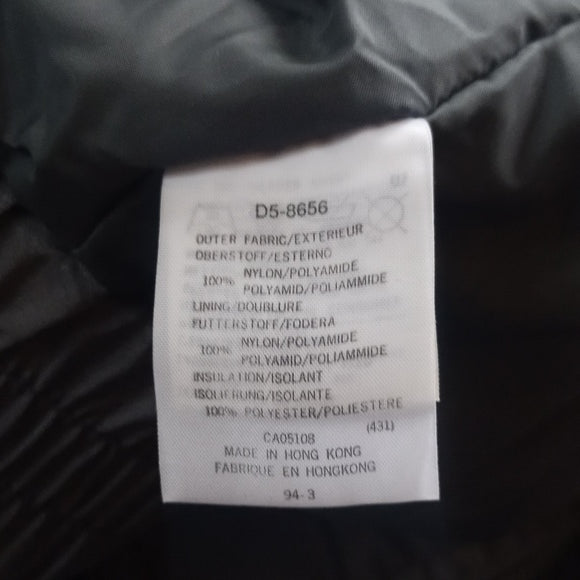 D5-8656
OUTER FABRIC/EXTERIEUR
OBERSTOFF/ESTERNO
100% NYLON/POLYAMIDE
POLYAMID/POLIAMMIDE
LINING/DOUBLURE
FUTTERSTOFF/FODERA
100% NYLON/POLYAMIDE
POLYAMID/POLIAMMIDE
INSULATION/ISOLANT
ISOLIERUNG/ISOLANTE
100% POLYESTER/POLIESTERE
(431)
CA05108
MADE IN HONG KONG
FABRIQUE EN HONGKONG
94-3